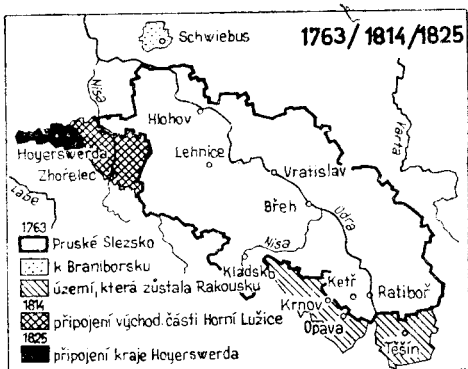 Schwiebus
1763/1814/1825
Nisa
Hlohov
Varta
Hoyerswerda
Lehnice
Zhořelec
Vratislav
Labe
Břeh
Odra
Nisa
Kladsko
Ketř
Ratiboř
Krnov
Opava
Těšín
1763
Pruské Slezsko
k Braniborsku
území, která zůstala Rakousku
1814
připojení východ. části Horní Lužice
1825
připojení kraje Hoyerswerda